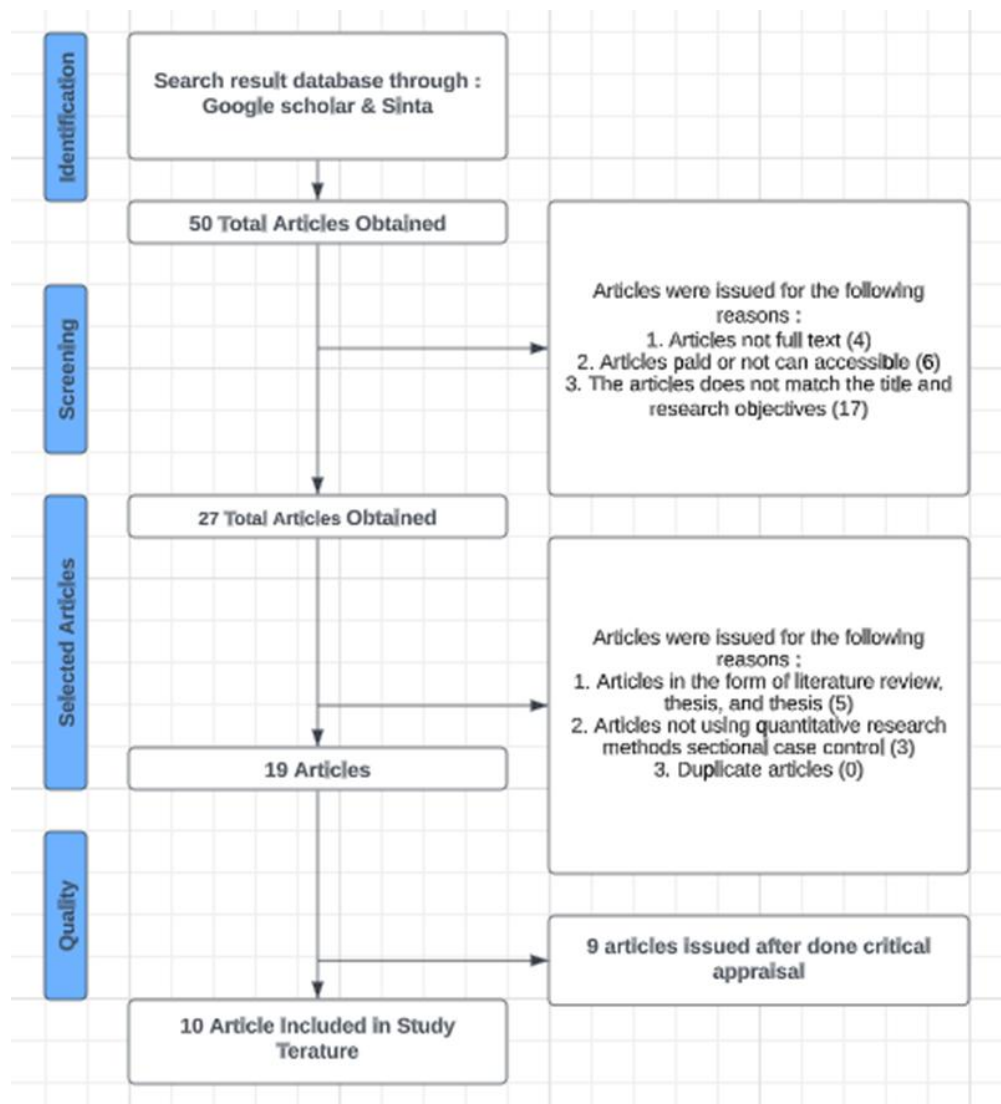 Identification
Search result database through :
Google scholar & Sinta
50 Total Articles Obtained
Screening
Articles were issued for the following
reasons :
1. Articles not full text (4)
2. Articles paid or not can accessible (6)
3. The articles does not match the title and
research objectives (17)
27 Total Articles Obtained
Selected Articles
Articles were issued for the following
reasons :
1. Articles in the form of literature review,
thesis, and thesis (5)
2. Articles not using quantitative research
methods sectional case control (3)
3. Duplicate articles (0)
19 Articles
Quality
9 articles issued after done critical
appraisal
10 Article Included in Study
Terature